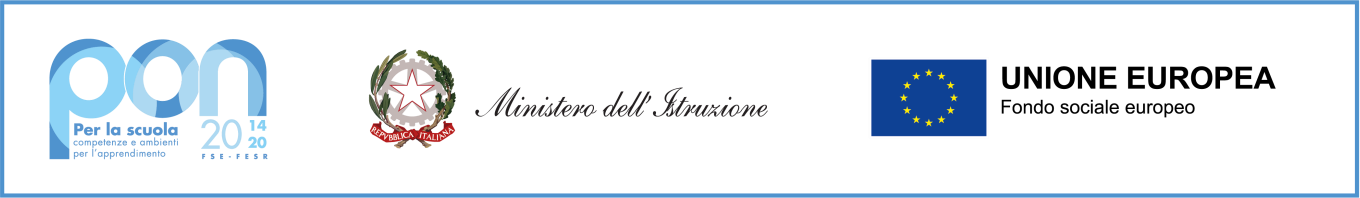 pon
Per la scuola
competenze e ambienti
per l'apprendimento
20 14
20
FSE-FESR
REPVBBLICA ITALIANA
Ministero dell'Istruzione
UNIONE EUROPEA
Fondo sociale europeo